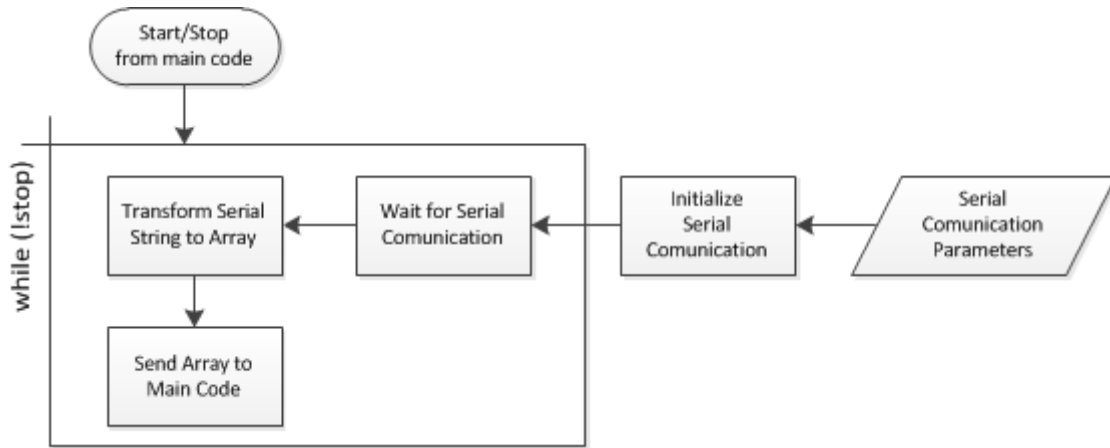 Start/Stop
from main code
while (!stop)
Transform Serial
String to Array
Wait for Serial
Comunication
Initialize
Serial
Comunication
Serial
Comunication
Parameters
Send Array to
Main Code